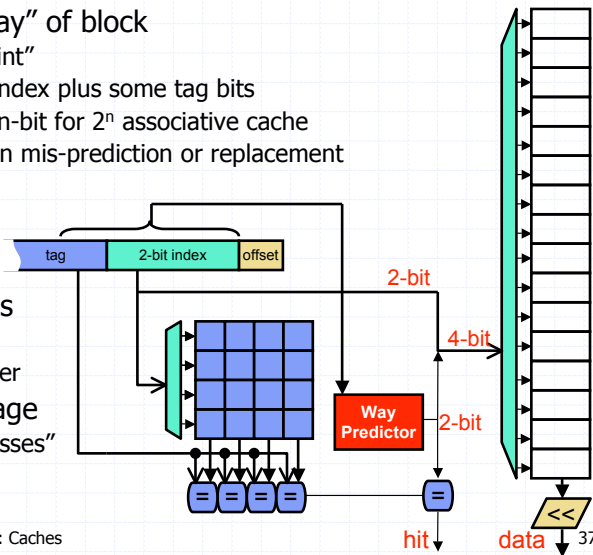 ay” of block
int”
ndex plus some tag bits
n-bit for 2ⁿ associative cache
n mis-prediction or replacement
tag
2-bit index
offset
2-bit
s
4-bit
er
Way
Predictor
2-bit
age
sses”
= = = =
=
<<
: Caches
hit
data
37